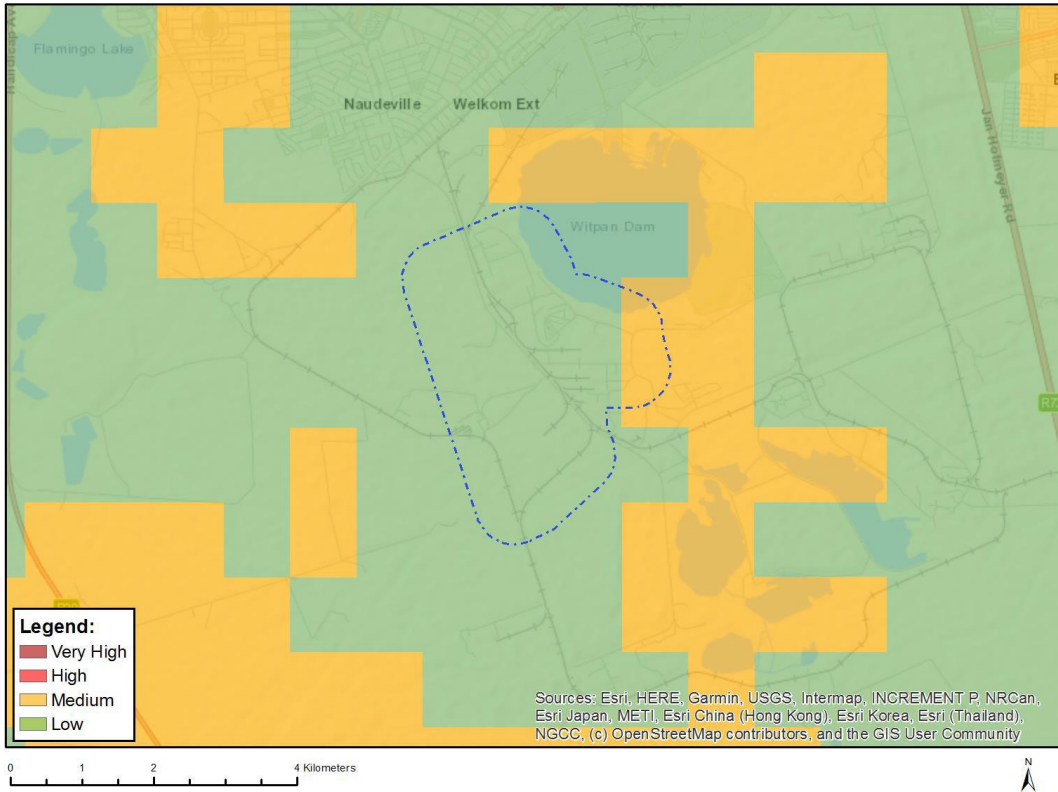 Flamingo Lake
Naudeville
Welkom Ext
Witpan Dam
Jan Hofmeyer Rd
Legend:
Very High
High
Medium
Low
Sources: Esri, HERE, Garmin, USGS, Intermap, INCREMENT P, NRCan,
Esri Japan, METI, Esri China (Hong Kong), Esri Korea, Esri (Thailand),
NGCC, (c) OpenStreetMap contributors, and the GIS User Community
0 1 2 4 Kilometers
N